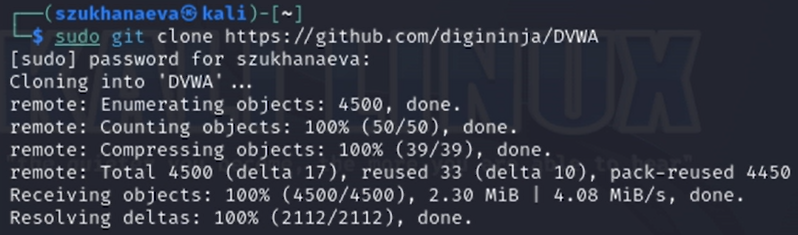 ┌──(szukhanaeva㉿kali)-[~]
└─$ sudo git clone https://github.com/digininja/DVWA
[sudo] password for szukhanaeva:
Cloning into 'DVWA'...
remote: Enumerating objects: 4500, done.
remote: Counting objects: 100% (50/50), done.
remote: Compressing objects: 100% (39/39), done.
remote: Total 4500 (delta 17), reused 33 (delta 10), pack-reused 4450
Receiving objects: 100% (4500/4500), 2.30 MiB | 4.08 MiB/s, done.
Resolving deltas: 100% (2112/2112), done.